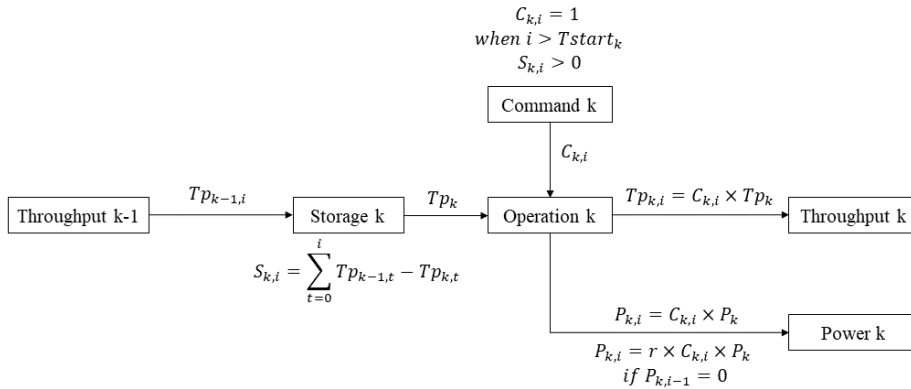 C_{k,i} = 1
when i > Tstart_k
S_{k,i} > 0
Command k
C_{k,i}
Tp_{k-1,i}
Tp_k
Tp_{k,i} = C_{k,i} × Tp_k
Throughput k-1
Storage k
Operation k
Throughput k
S_{k,i} = \sum_{t=0}^{i} Tp_{k-1,t} − Tp_{k,t}
P_{k,i} = C_{k,i} × P_k
Power k
P_{k,i} = r × C_{k,i} × P_k
if P_{k,i-1} = 0